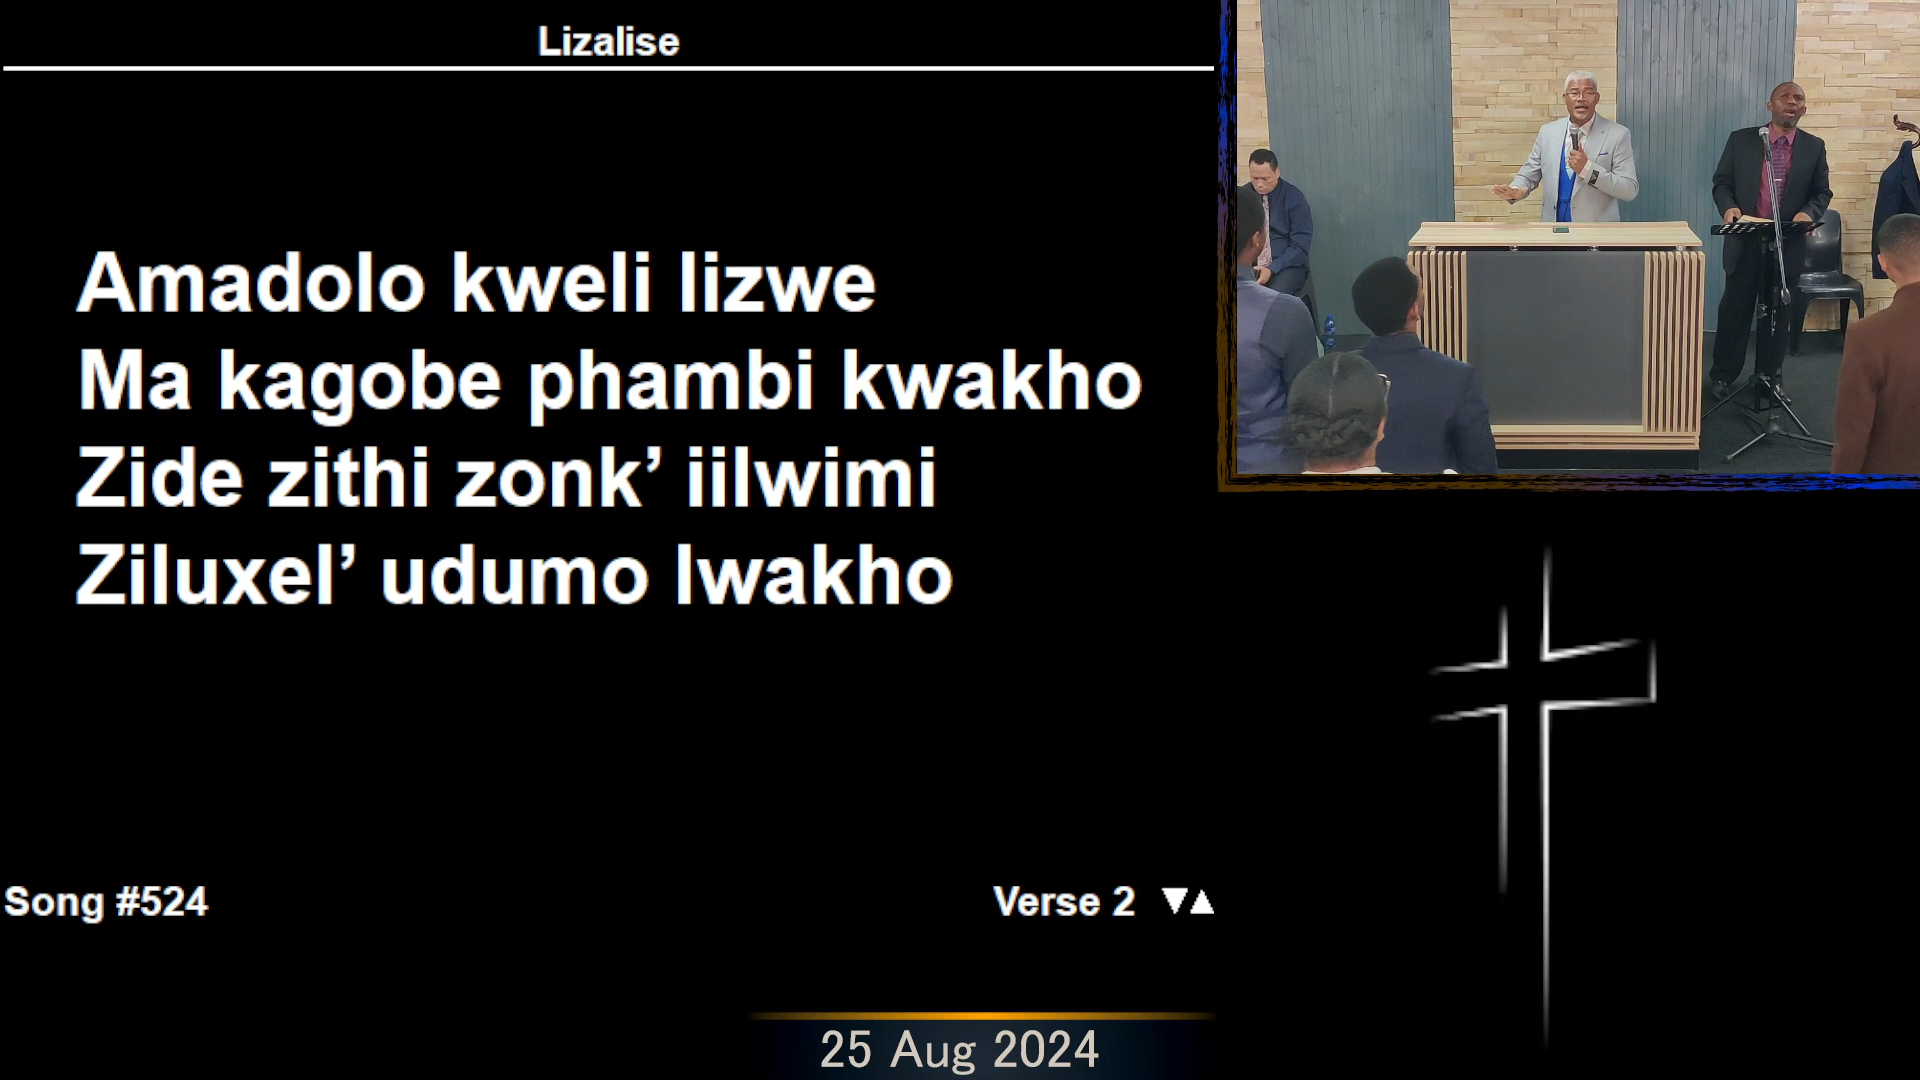 Lizalise
Amadolo kweli lizwe
Ma kagobe phambi kwakho
Zide zithi zonk’ iilwimi
Ziluxel’ udumo lwakho
Song #524
Verse 2 ▼▲
25 Aug 2024